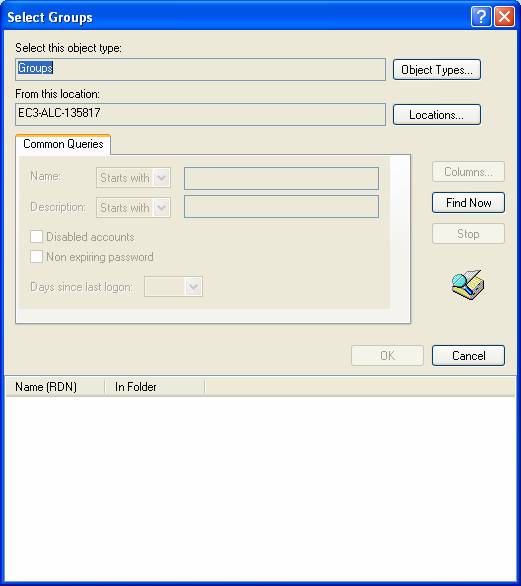 Select Groups
Select this object type:
Groups
Object Types...
From this location:
EC3-ALC-135817
Locations...
Common Queries
Name:
Starts with
Columns...
Description:
Starts with
Find Now
Disabled accounts
Stop
Non expiring password
Days since last logon:
OK
Cancel
Name (RDN)
In Folder